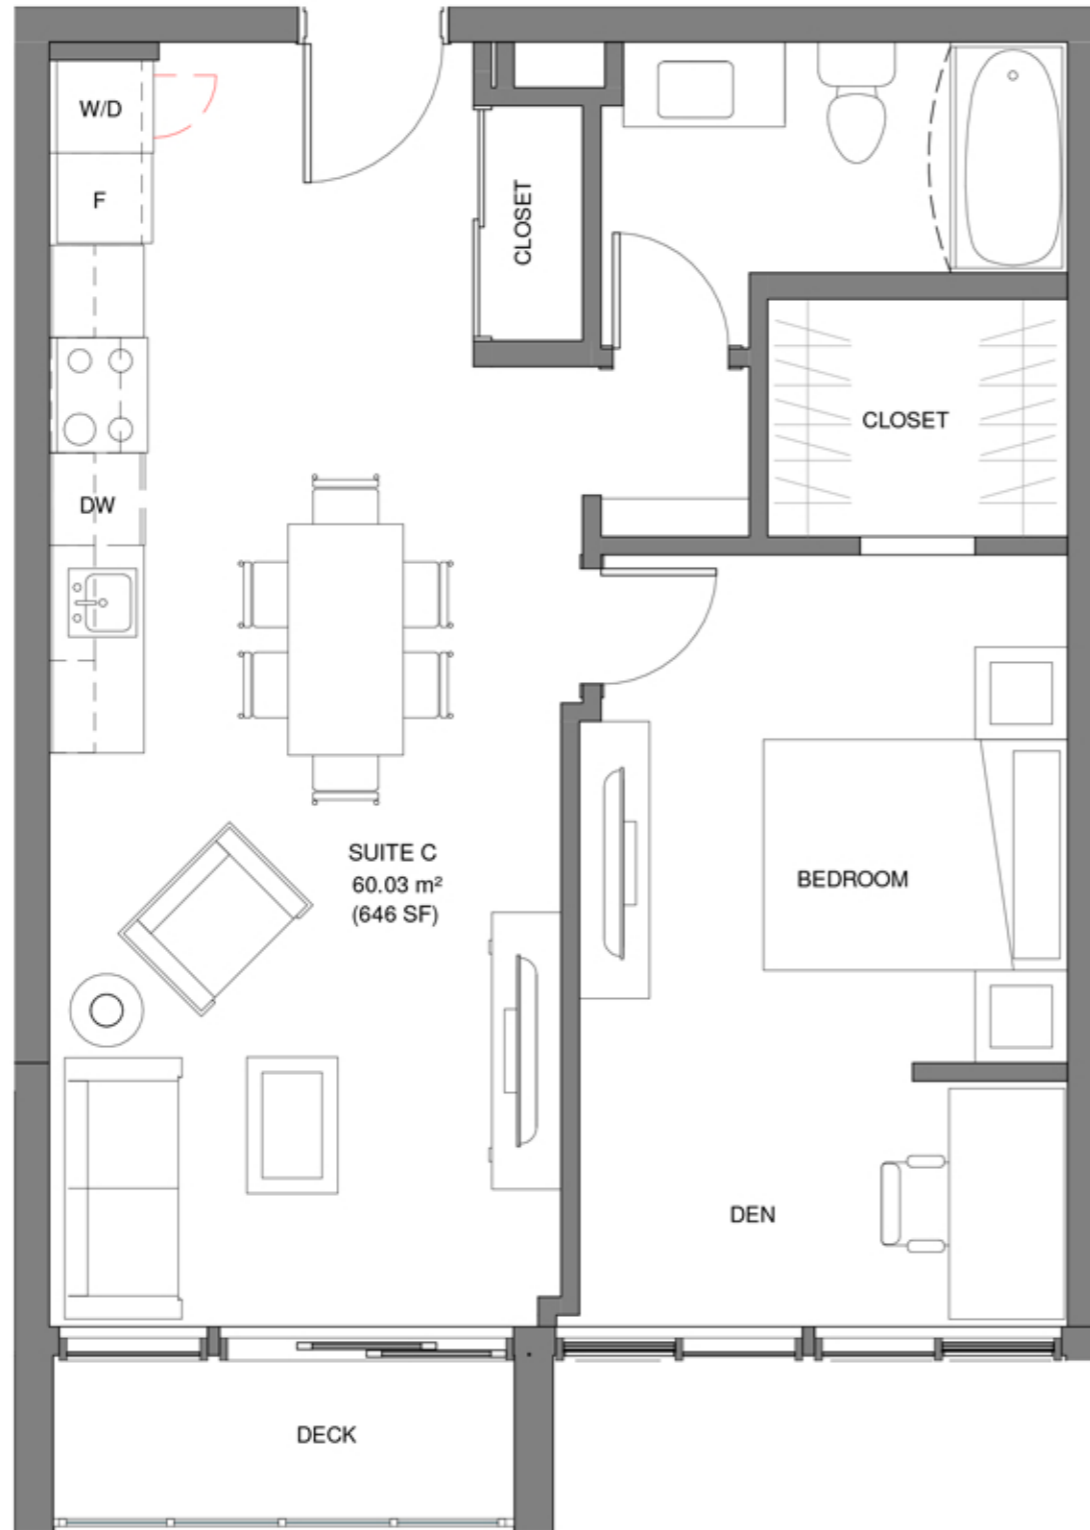 W/D
F
CLOSET
CLOSET
DW
SUITE C
60.03 m²
(646 SF)
BEDROOM
DEN
DECK